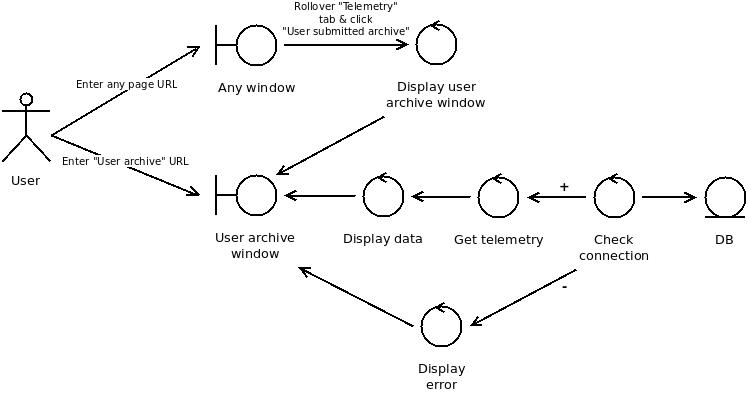 Rollover "Telemetry"
tab & click
"User submitted archive"
Any window
Display user
archive window
Enter any page URL
User
Enter "User archive" URL
+
User archive
window
Display data
Get telemetry
Check
connection
DB
-
Display
error